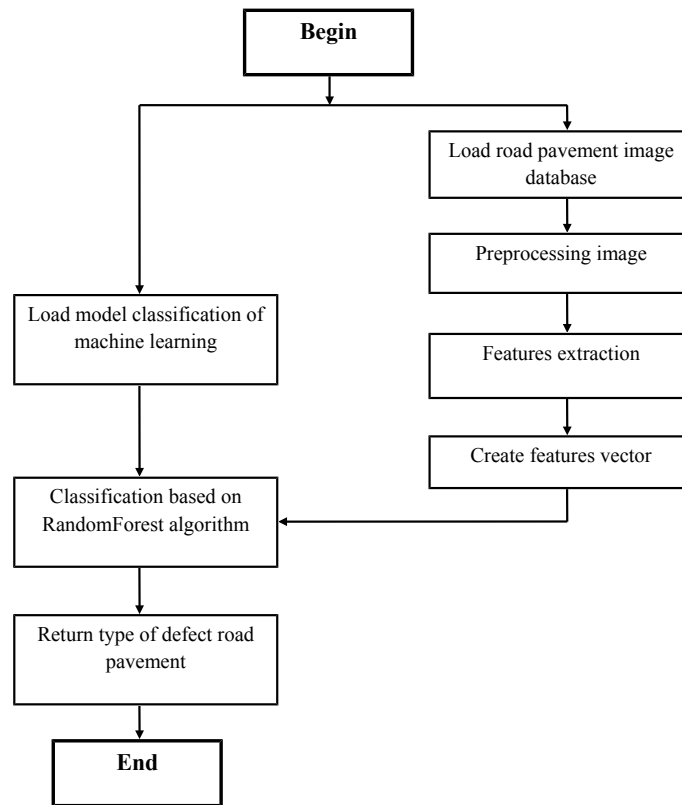 Begin
Load road pavement image
database
Preprocessing image
Load model classification of
machine learning
Features extraction
Create features vector
Classification based on
RandomForest algorithm
Return type of defect road
pavement
End